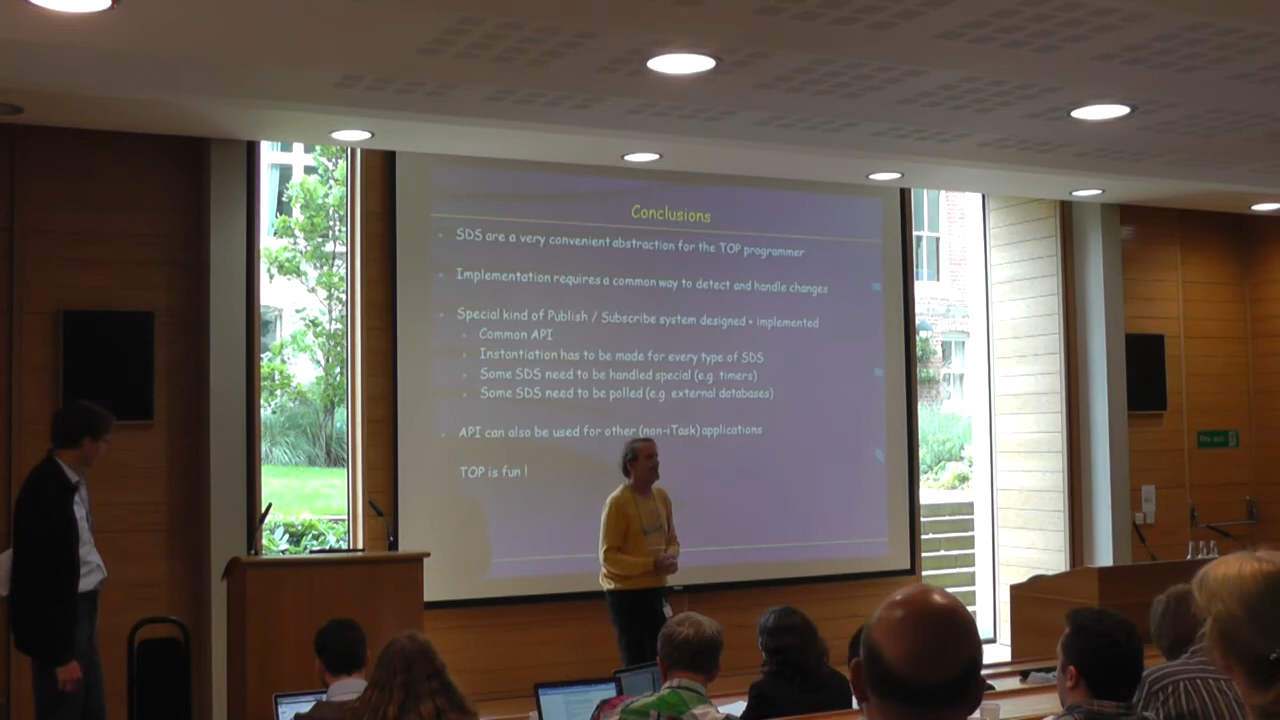 Conclusions
SDS are a very convenient abstraction for the TOP programmer
Implementation requires a common way to detect and handle changes
Special kind of Publish / Subscribe system designed + implemented
Common API
Instantiation has to be made for every type of SDS
Some SDS need to be handled special (e.g. timers)
Some SDS need to be polled (e.g. external databases)
API can also be used for other (non-iTask) applications
TOP is fun !
Fire exit